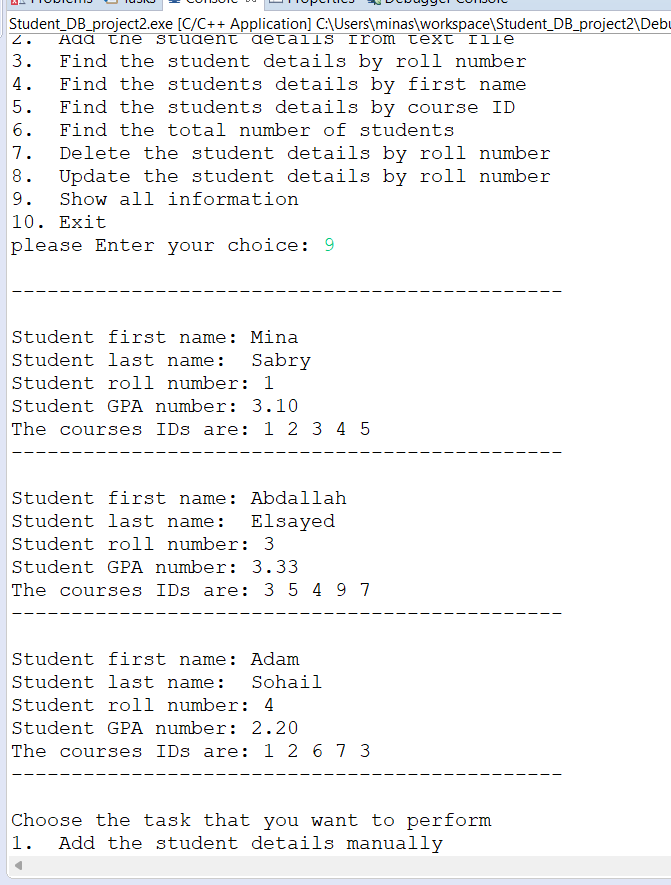 Problems Tasks Console Properties Debugger Console
Student_DB_project2.exe [C/C++ Application] C:\Users\minas\workspace\Student_DB_project2\Debu
2.  Add the student details from text file
3.  Find the student details by roll number
4.  Find the students details by first name
5.  Find the students details by course ID
6.  Find the total number of students
7.  Delete the student details by roll number
8.  Update the student details by roll number
9.  Show all information
10. Exit
please Enter your choice: 9
----------------------------------------------
Student first name: Mina
Student last name:  Sabry
Student roll number: 1
Student GPA number: 3.10
The courses IDs are: 1 2 3 4 5
----------------------------------------------
Student first name: Abdallah
Student last name:  Elsayed
Student roll number: 3
Student GPA number: 3.33
The courses IDs are: 3 5 4 9 7
----------------------------------------------
Student first name: Adam
Student last name:  Sohail
Student roll number: 4
Student GPA number: 2.20
The courses IDs are: 1 2 6 7 3
----------------------------------------------
Choose the task that you want to perform
1.  Add the student details manually